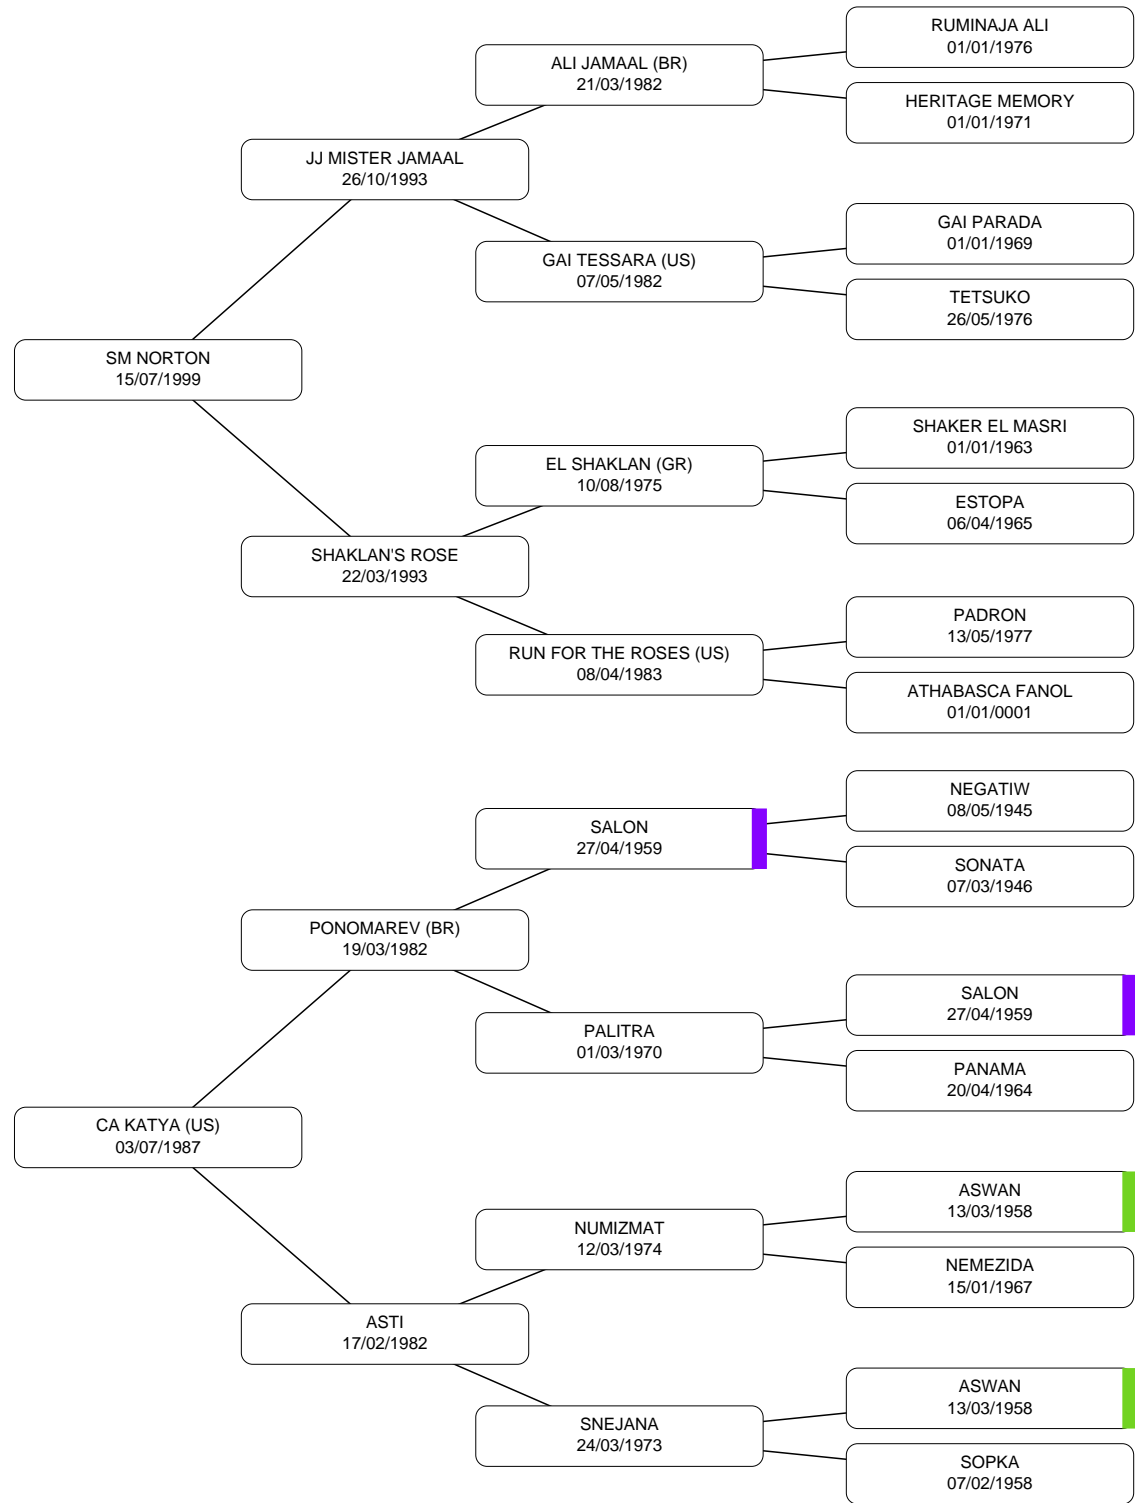 RUMINAJA ALI
01/01/1976
ALI JAMAAL (BR)
21/03/1982
HERITAGE MEMORY
01/01/1971
JJ MISTER JAMAAL
26/10/1993
GAI PARADA
01/01/1969
GAI TESSARA (US)
07/05/1982
TETSUKO
26/05/1976
SM NORTON
15/07/1999
SHAKER EL MASRI
01/01/1963
EL SHAKLAN (GR)
10/08/1975
ESTOPA
06/04/1965
SHAKLAN'S ROSE
22/03/1993
PADRON
13/05/1977
RUN FOR THE ROSES (US)
08/04/1983
ATHABASCA FANOL
01/01/0001
NEGATIW
08/05/1945
SALON
27/04/1959
SONATA
07/03/1946
PONOMAREV (BR)
19/03/1982
SALON
27/04/1959
PALITRA
01/03/1970
PANAMA
20/04/1964
CA KATYA (US)
03/07/1987
ASWAN
13/03/1958
NUMIZMAT
12/03/1974
NEMEZIDA
15/01/1967
ASTI
17/02/1982
ASWAN
13/03/1958
SNEJANA
24/03/1973
SOPKA
07/02/1958